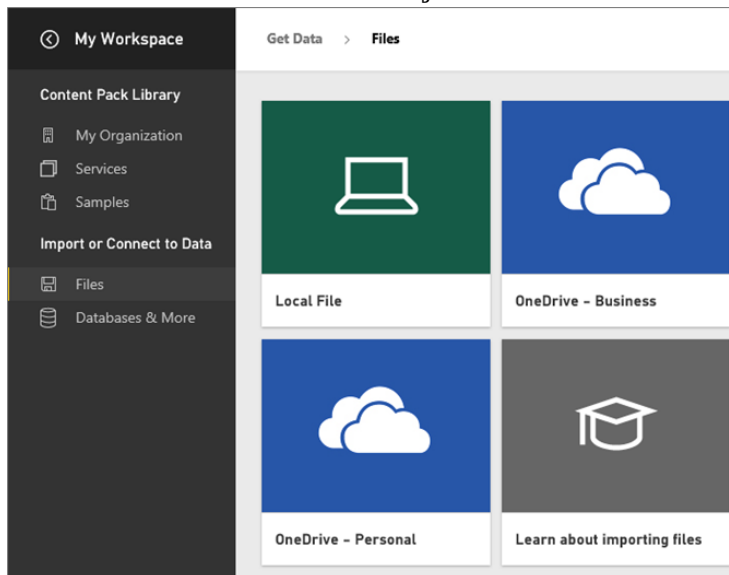 My Workspace
Get Data > Files
Content Pack Library
My Organization
Services
Samples
Import or Connect to Data
Files
Databases & More
Local File
OneDrive – Business
OneDrive – Personal
Learn about importing files